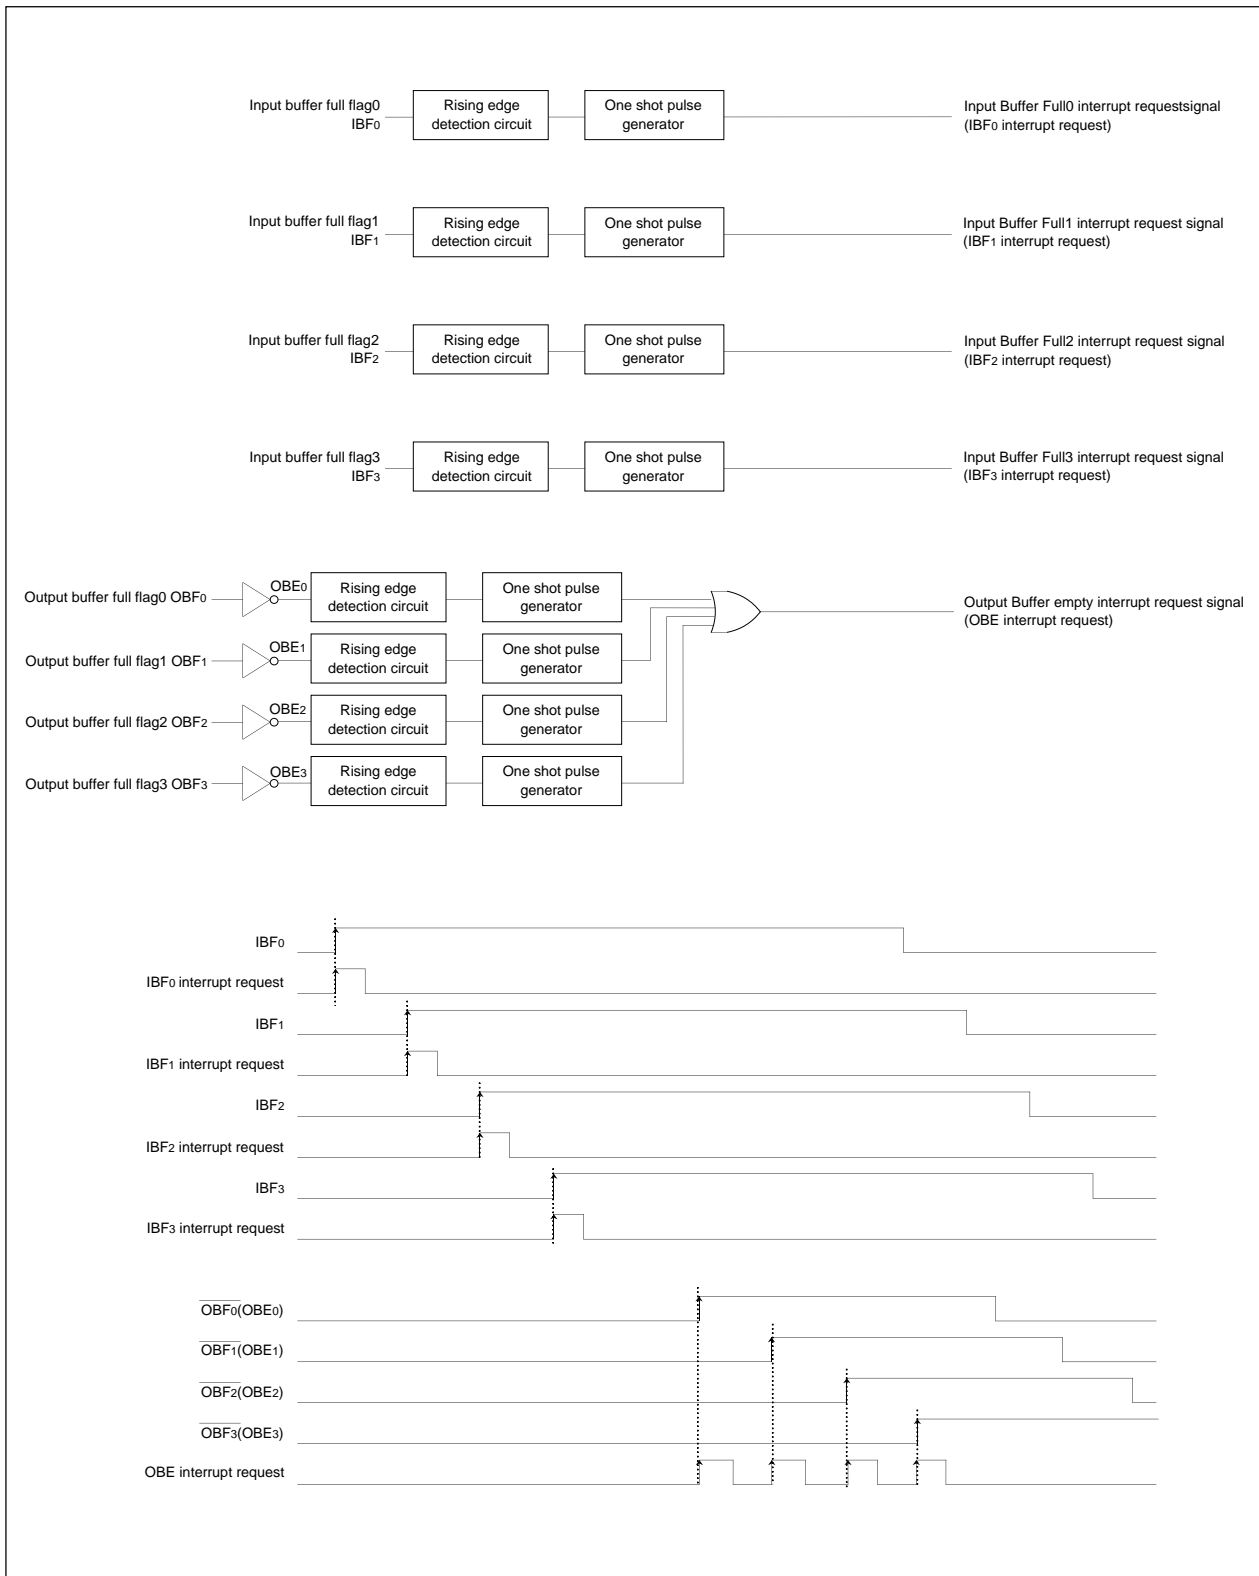 Input buffer full flag0
IBF0
Rising edge
detection circuit
One shot pulse
generator
Input Buffer Full0 interrupt requestsignal
(IBF0 interrupt request)
Input buffer full flag1
IBF1
Rising edge
detection circuit
One shot pulse
generator
Input Buffer Full1 interrupt request signal
(IBF1 interrupt request)
Input buffer full flag2
IBF2
Rising edge
detection circuit
One shot pulse
generator
Input Buffer Full2 interrupt request signal
(IBF2 interrupt request)
Input buffer full flag3
IBF3
Rising edge
detection circuit
One shot pulse
generator
Input Buffer Full3 interrupt request signal
(IBF3 interrupt request)
Output buffer full flag0 OBF0
OBE0
Rising edge
detection circuit
One shot pulse
generator
Output Buffer empty interrupt request signal
(OBE interrupt request)
Output buffer full flag1 OBF1
OBE1
Rising edge
detection circuit
One shot pulse
generator
Output buffer full flag2 OBF2
OBE2
Rising edge
detection circuit
One shot pulse
generator
Output buffer full flag3 OBF3
OBE3
Rising edge
detection circuit
One shot pulse
generator
IBF0
IBF0 interrupt request
IBF1
IBF1 interrupt request
IBF2
IBF2 interrupt request
IBF3
IBF3 interrupt request
OBF0(OBE0)
OBF1(OBE1)
OBF2(OBE2)
OBF3(OBE3)
OBE interrupt request